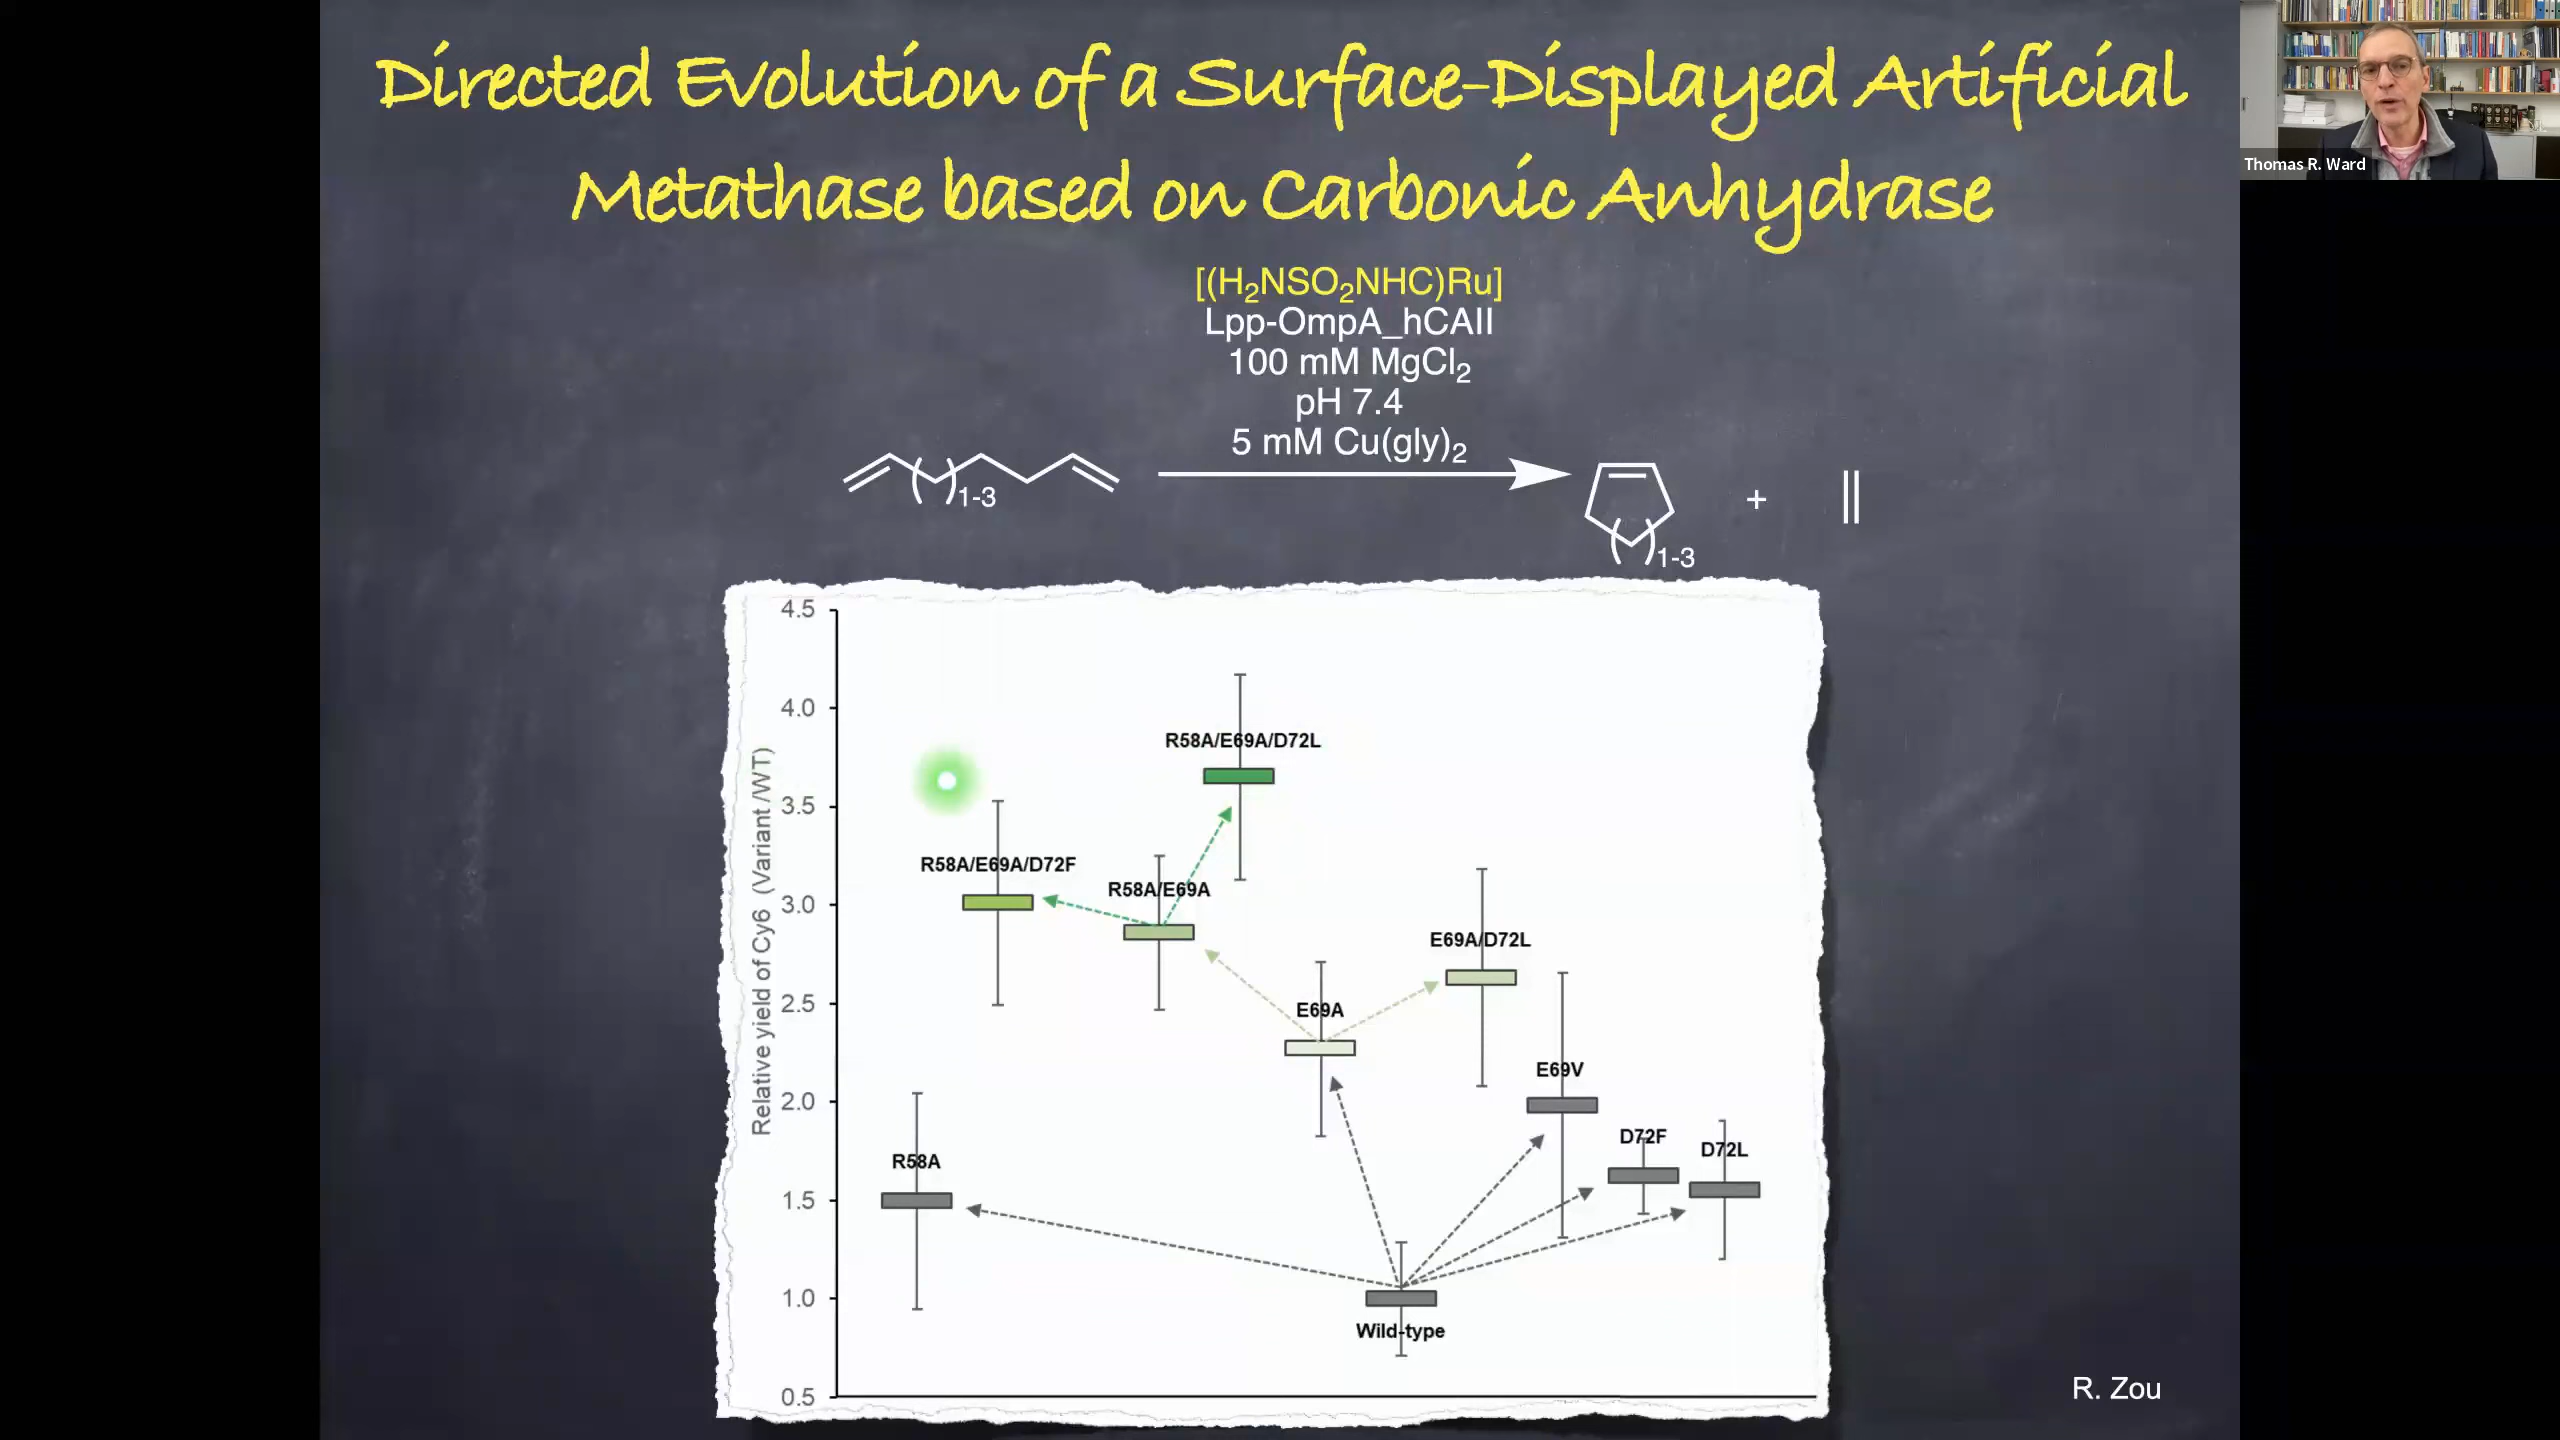 Directed Evolution of a Surface-Displayed Artificial
Metathase based on Carbonic Anhydrase
Thomas R. Ward
[(H₂NSO₂NHC)Ru]
Lpp-OmpA_hCAII
100 mM MgCl₂
pH 7.4
5 mM Cu(gly)₂
( )1-3
+
( )1-3
Relative yield of Cy6 (Variant /WT)
4.5
4.0
3.5
3.0
2.5
2.0
1.5
1.0
0.5
R58A/E69A/D72L
R58A/E69A/D72F
R58A/E69A
E69A/D72L
E69A
E69V
D72F
D72L
R58A
Wild-type
R. Zou